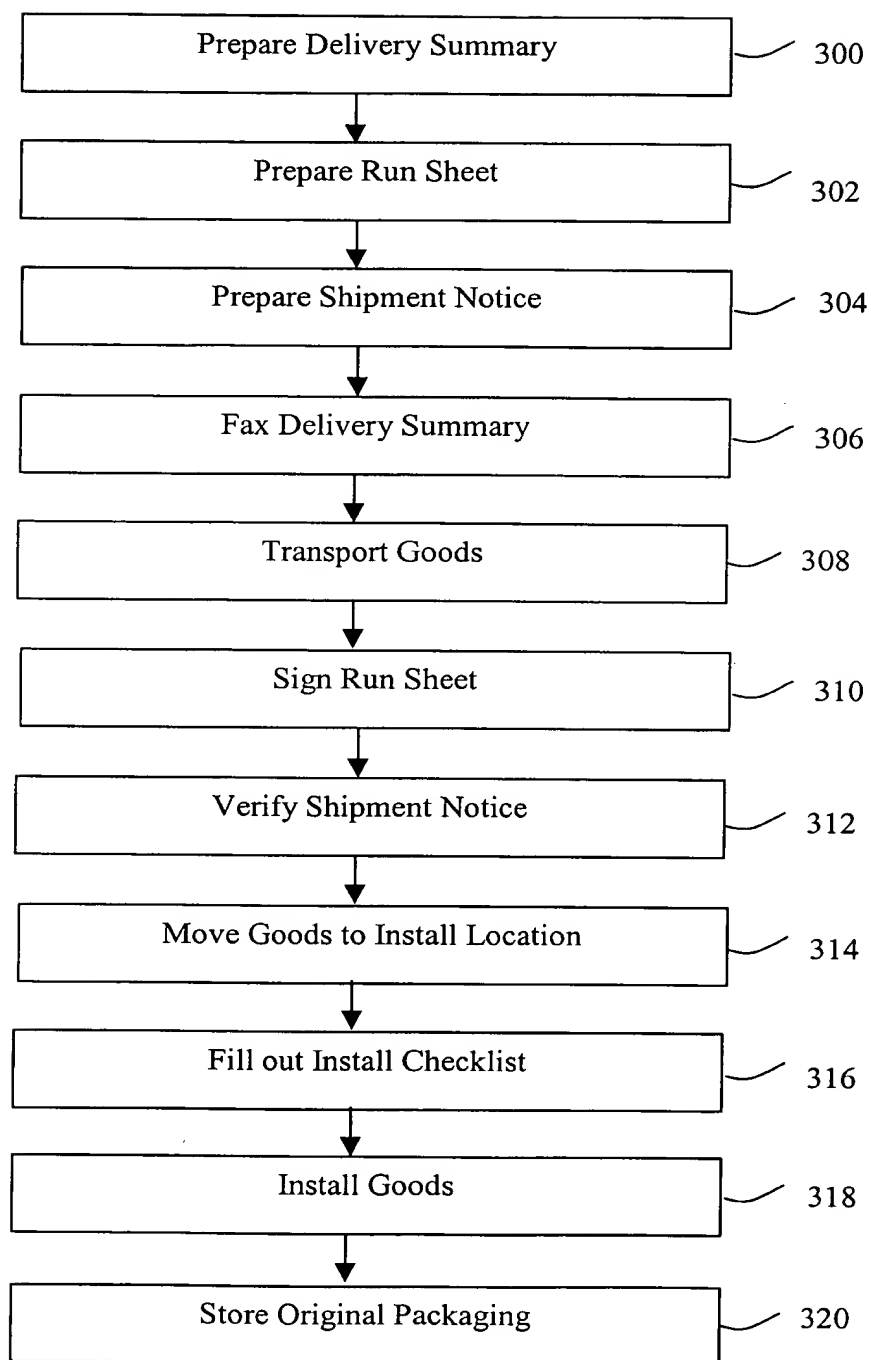 Prepare Delivery Summary 300
Prepare Run Sheet 302
Prepare Shipment Notice 304
Fax Delivery Summary 306
Transport Goods 308
Sign Run Sheet 310
Verify Shipment Notice 312
Move Goods to Install Location 314
Fill out Install Checklist 316
Install Goods 318
Store Original Packaging 320